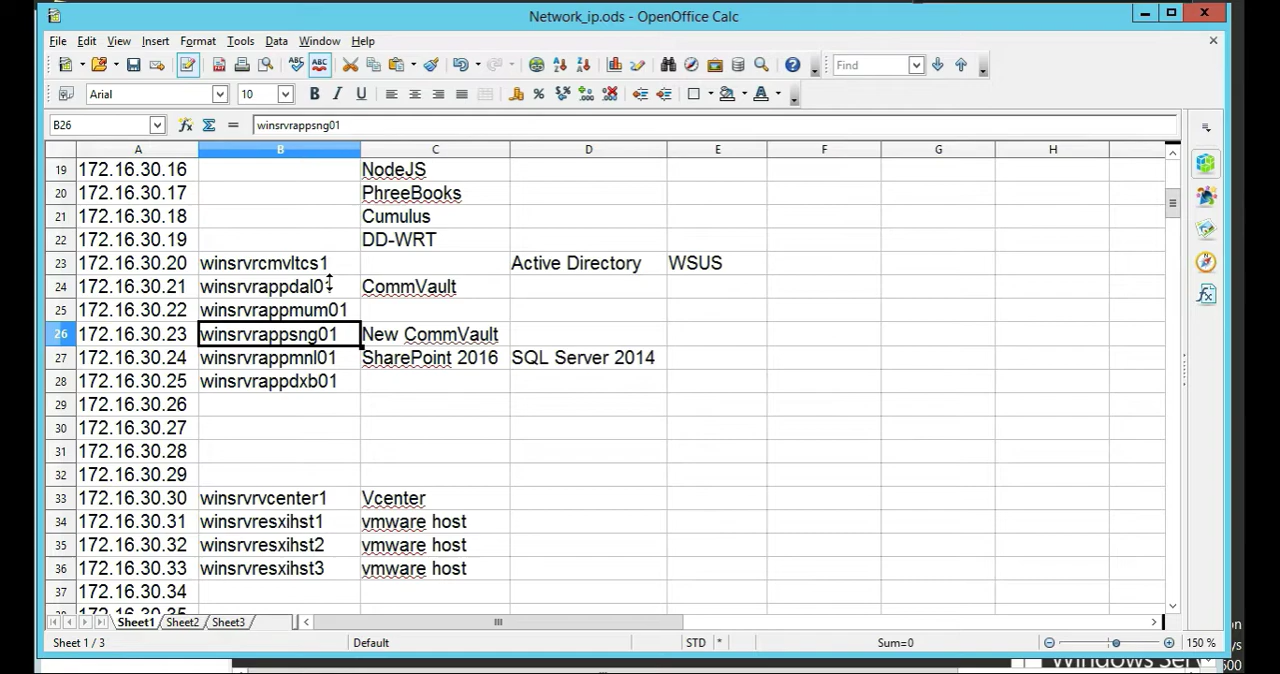 Network_ip.ods - OpenOffice Calc
File Edit View Insert Format Tools Data Window Help
Find
Arial 10
B26 winsrvrappsng01
A B C D E F G H
19 172.16.30.16 NodeJS
20 172.16.30.17 PhreeBooks
21 172.16.30.18 Cumulus
22 172.16.30.19 DD-WRT
23 172.16.30.20 winsrvrcmvltcs1 Active Directory WSUS
24 172.16.30.21 winsrvrappdal01 CommVault
25 172.16.30.22 winsrvrappmum01
26 172.16.30.23 winsrvrappsng01 New CommVault
27 172.16.30.24 winsrvrappmnl01 SharePoint 2016 SQL Server 2014
28 172.16.30.25 winsrvrappdxb01
29 172.16.30.26
30 172.16.30.27
31 172.16.30.28
32 172.16.30.29
33 172.16.30.30 winsrvrvcenter1 Vcenter
34 172.16.30.31 winsrvresxihst1 vmware host
35 172.16.30.32 winsrvresxihst2 vmware host
36 172.16.30.33 winsrvresxihst3 vmware host
37 172.16.30.34
172.16.30.35
Sheet1 Sheet2 Sheet3
Sheet 1 / 3 Default STD * Sum=0 150 %